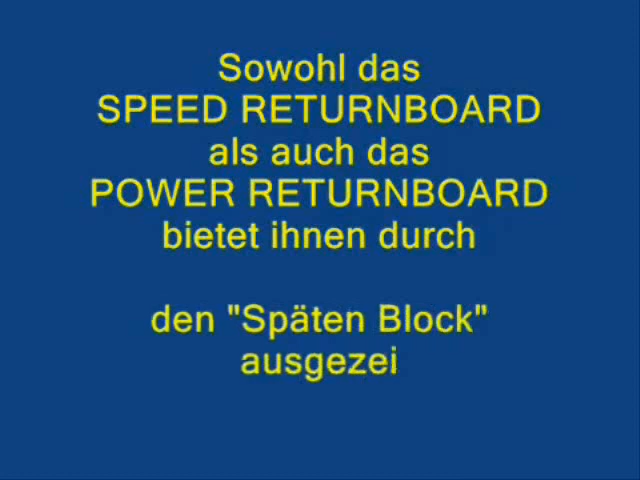 Sowohl das
SPEED RETURNBOARD
als auch das
POWER RETURNBOARD
bietet ihnen durch
den "Späten Block"
ausgezei